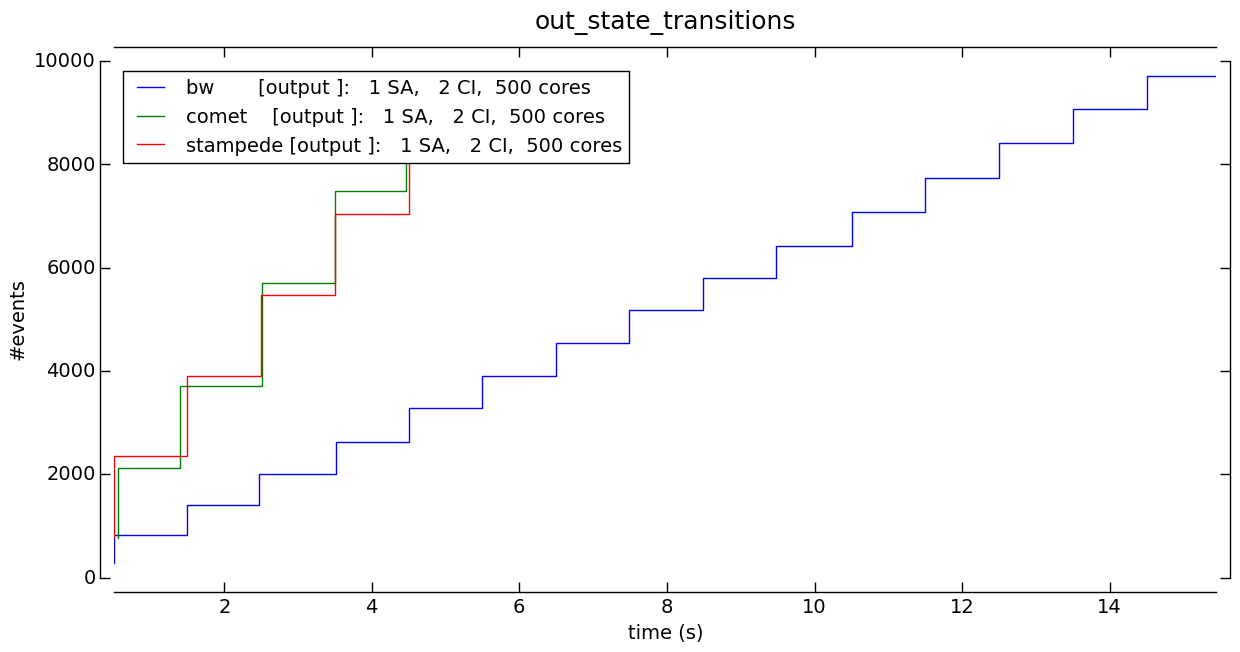 out_state_transitions
10000
8000
6000
4000
2000
0
#events
bw [output ]: 1 SA, 2 CI, 500 cores
comet [output ]: 1 SA, 2 CI, 500 cores
stampede [output ]: 1 SA, 2 CI, 500 cores
2 4 6 8 10 12 14
time (s)